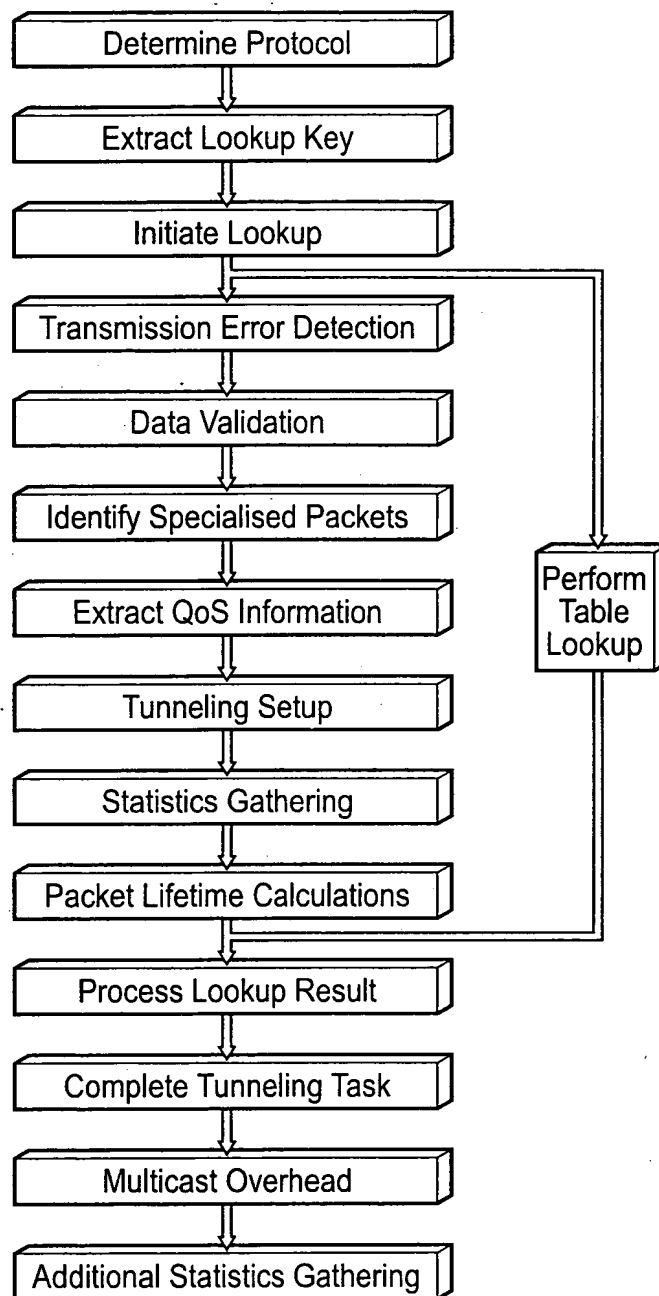 Determine Protocol
Extract Lookup Key
Initiate Lookup
Transmission Error Detection
Data Validation
Identify Specialised Packets
Extract QoS Information
Perform
Table
Lookup
Tunneling Setup
Statistics Gathering
Packet Lifetime Calculations
Process Lookup Result
Complete Tunneling Task
Multicast Overhead
Additional Statistics Gathering